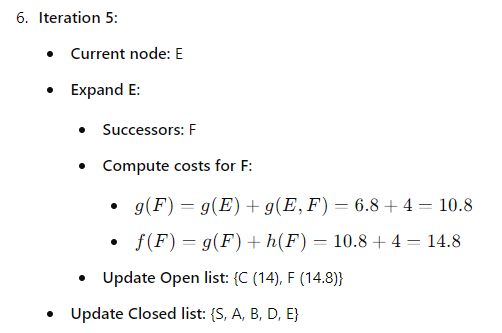 6. Iteration 5:
• Current node: E
• Expand E:
• Successors: F
• Compute costs for F:
• g(F) = g(E) + g(E, F) = 6.8 + 4 = 10.8
• f(F) = g(F) + h(F) = 10.8 + 4 = 14.8
• Update Open list: {C (14), F (14.8)}
• Update Closed list: {S, A, B, D, E}